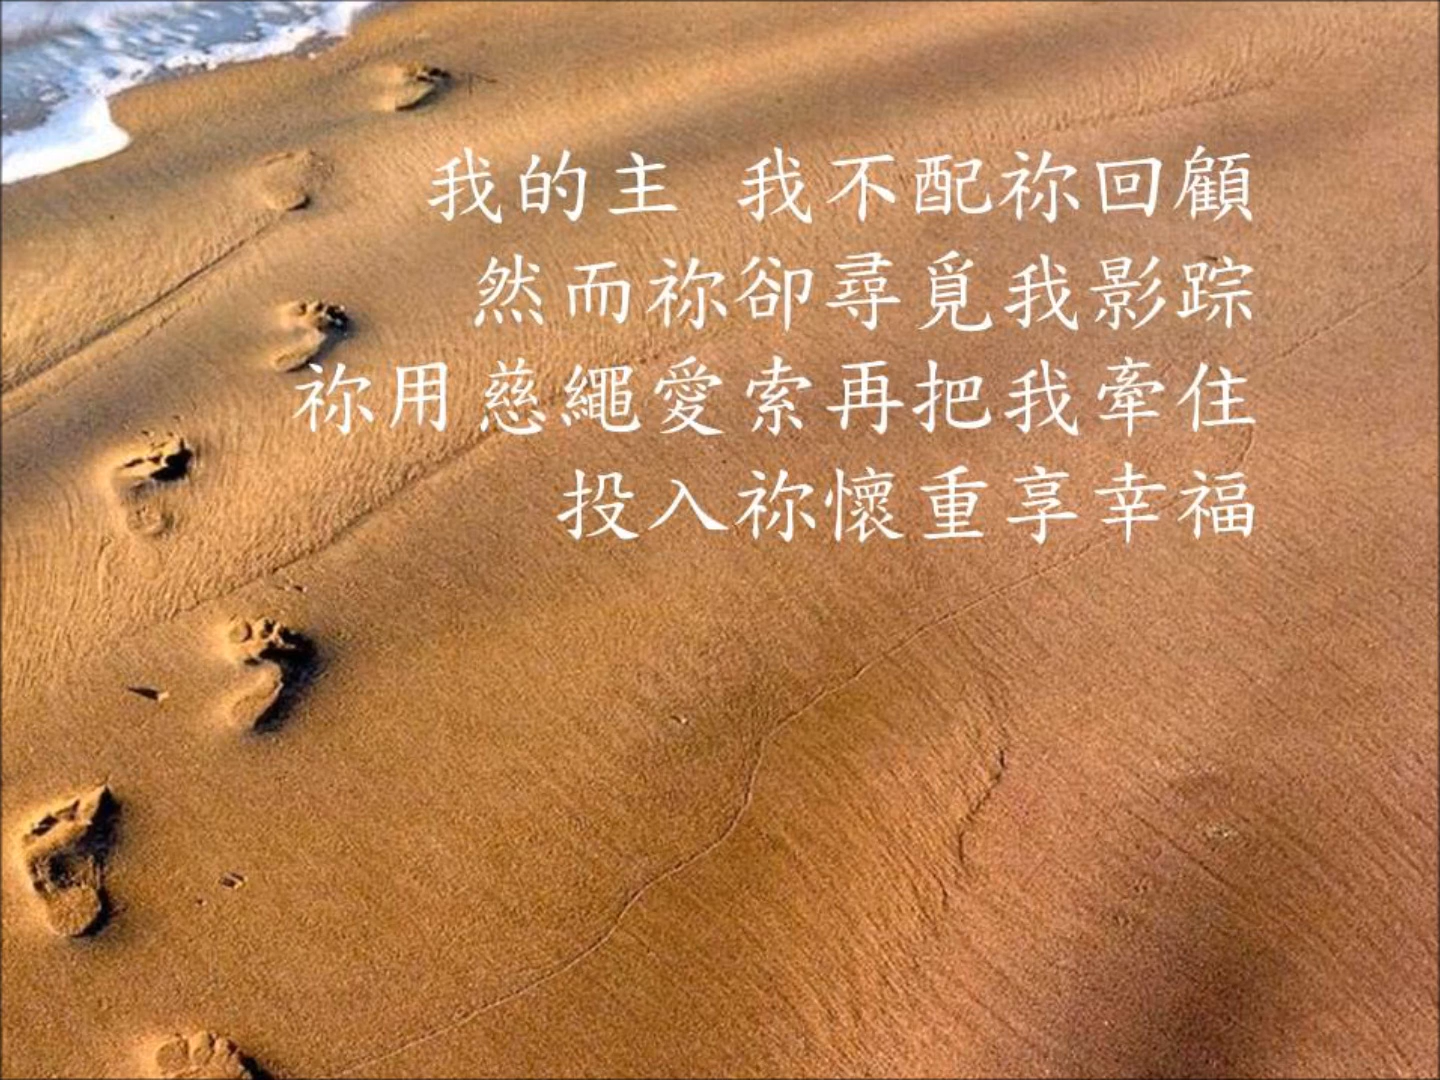 我的主 我不配祢回顧
然而祢卻尋覓我影踪
祢用慈繩愛索再把我牽住
投入祢懷重享幸福